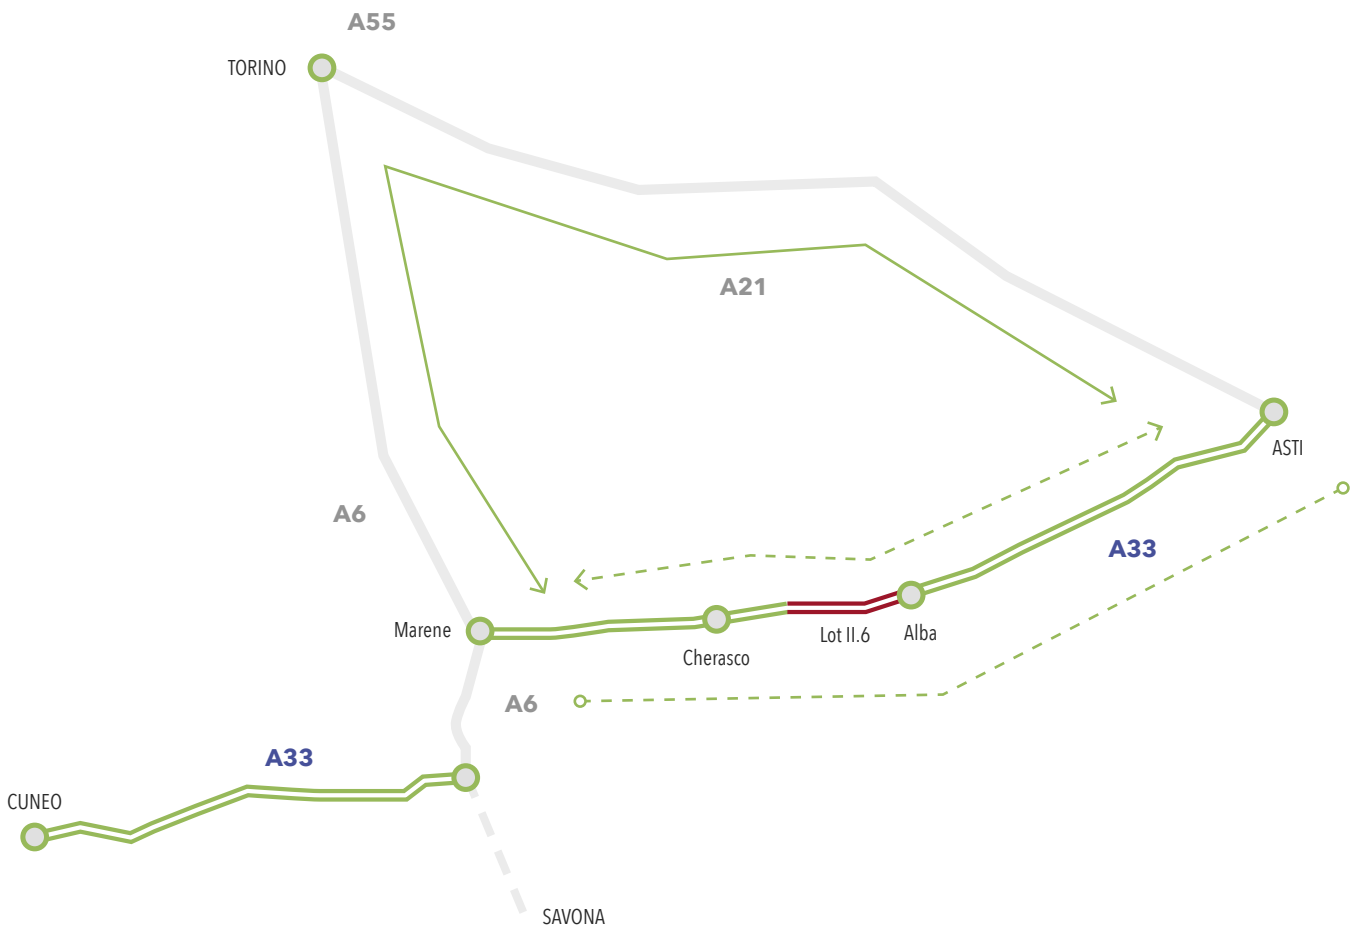 A55
TORINO
A21
ASTI
A6
A33
Marene
Lot II.6
Alba
Cherasco
A6
A33
CUNEO
SAVONA